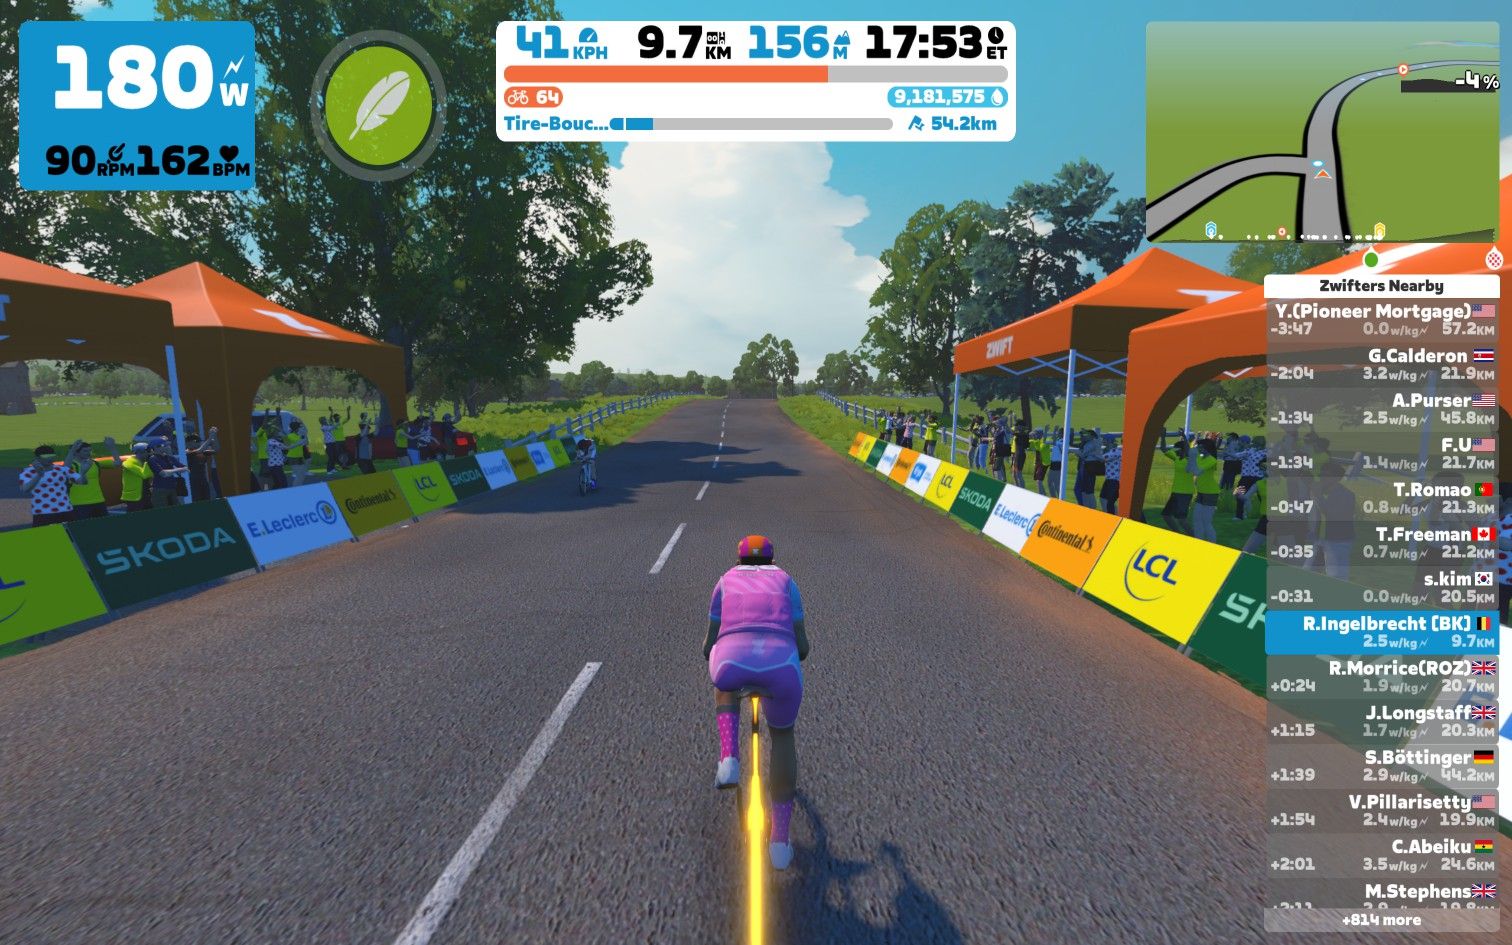 180 W
90 RPM 162 BPM
41 KPH 9.7 KM 156 M 17:53 ET
64
9,181,575
Tire-Bouc... 54.2km
-4%
Zwifters Nearby
Y.(Pioneer Mortgage)
-3:47 0.0w/kg 57.2KM
G.Calderon
-2:04 3.2w/kg 21.9KM
A.Purser
-1:34 2.5w/kg 45.8KM
F.U
-1:34 1.4w/kg 21.7KM
T.Romao
-0:47 0.8w/kg 21.3KM
T.Freeman
-0:35 0.7w/kg 21.2KM
s.kim
-0:31 0.0w/kg 20.5KM
R.Ingelbrecht (BK)
2.5w/kg 9.7KM
R.Morrice(ROZ)
+0:24 1.9w/kg 20.7KM
J.Longstaff
+1:15 1.7w/kg 20.3KM
S.Böttinger
+1:39 2.9w/kg 44.2KM
V.Pillarisetty
+1:54 2.4w/kg 19.9KM
C.Abeiku
+2:01 3.5w/kg 24.6KM
M.Stephens
+814 more
ZWIFT
ŠKODA
E.Leclerc
Continental
LCL
ŠKODA
LCL
ŠKODA
E.Leclerc
Continental
LCL